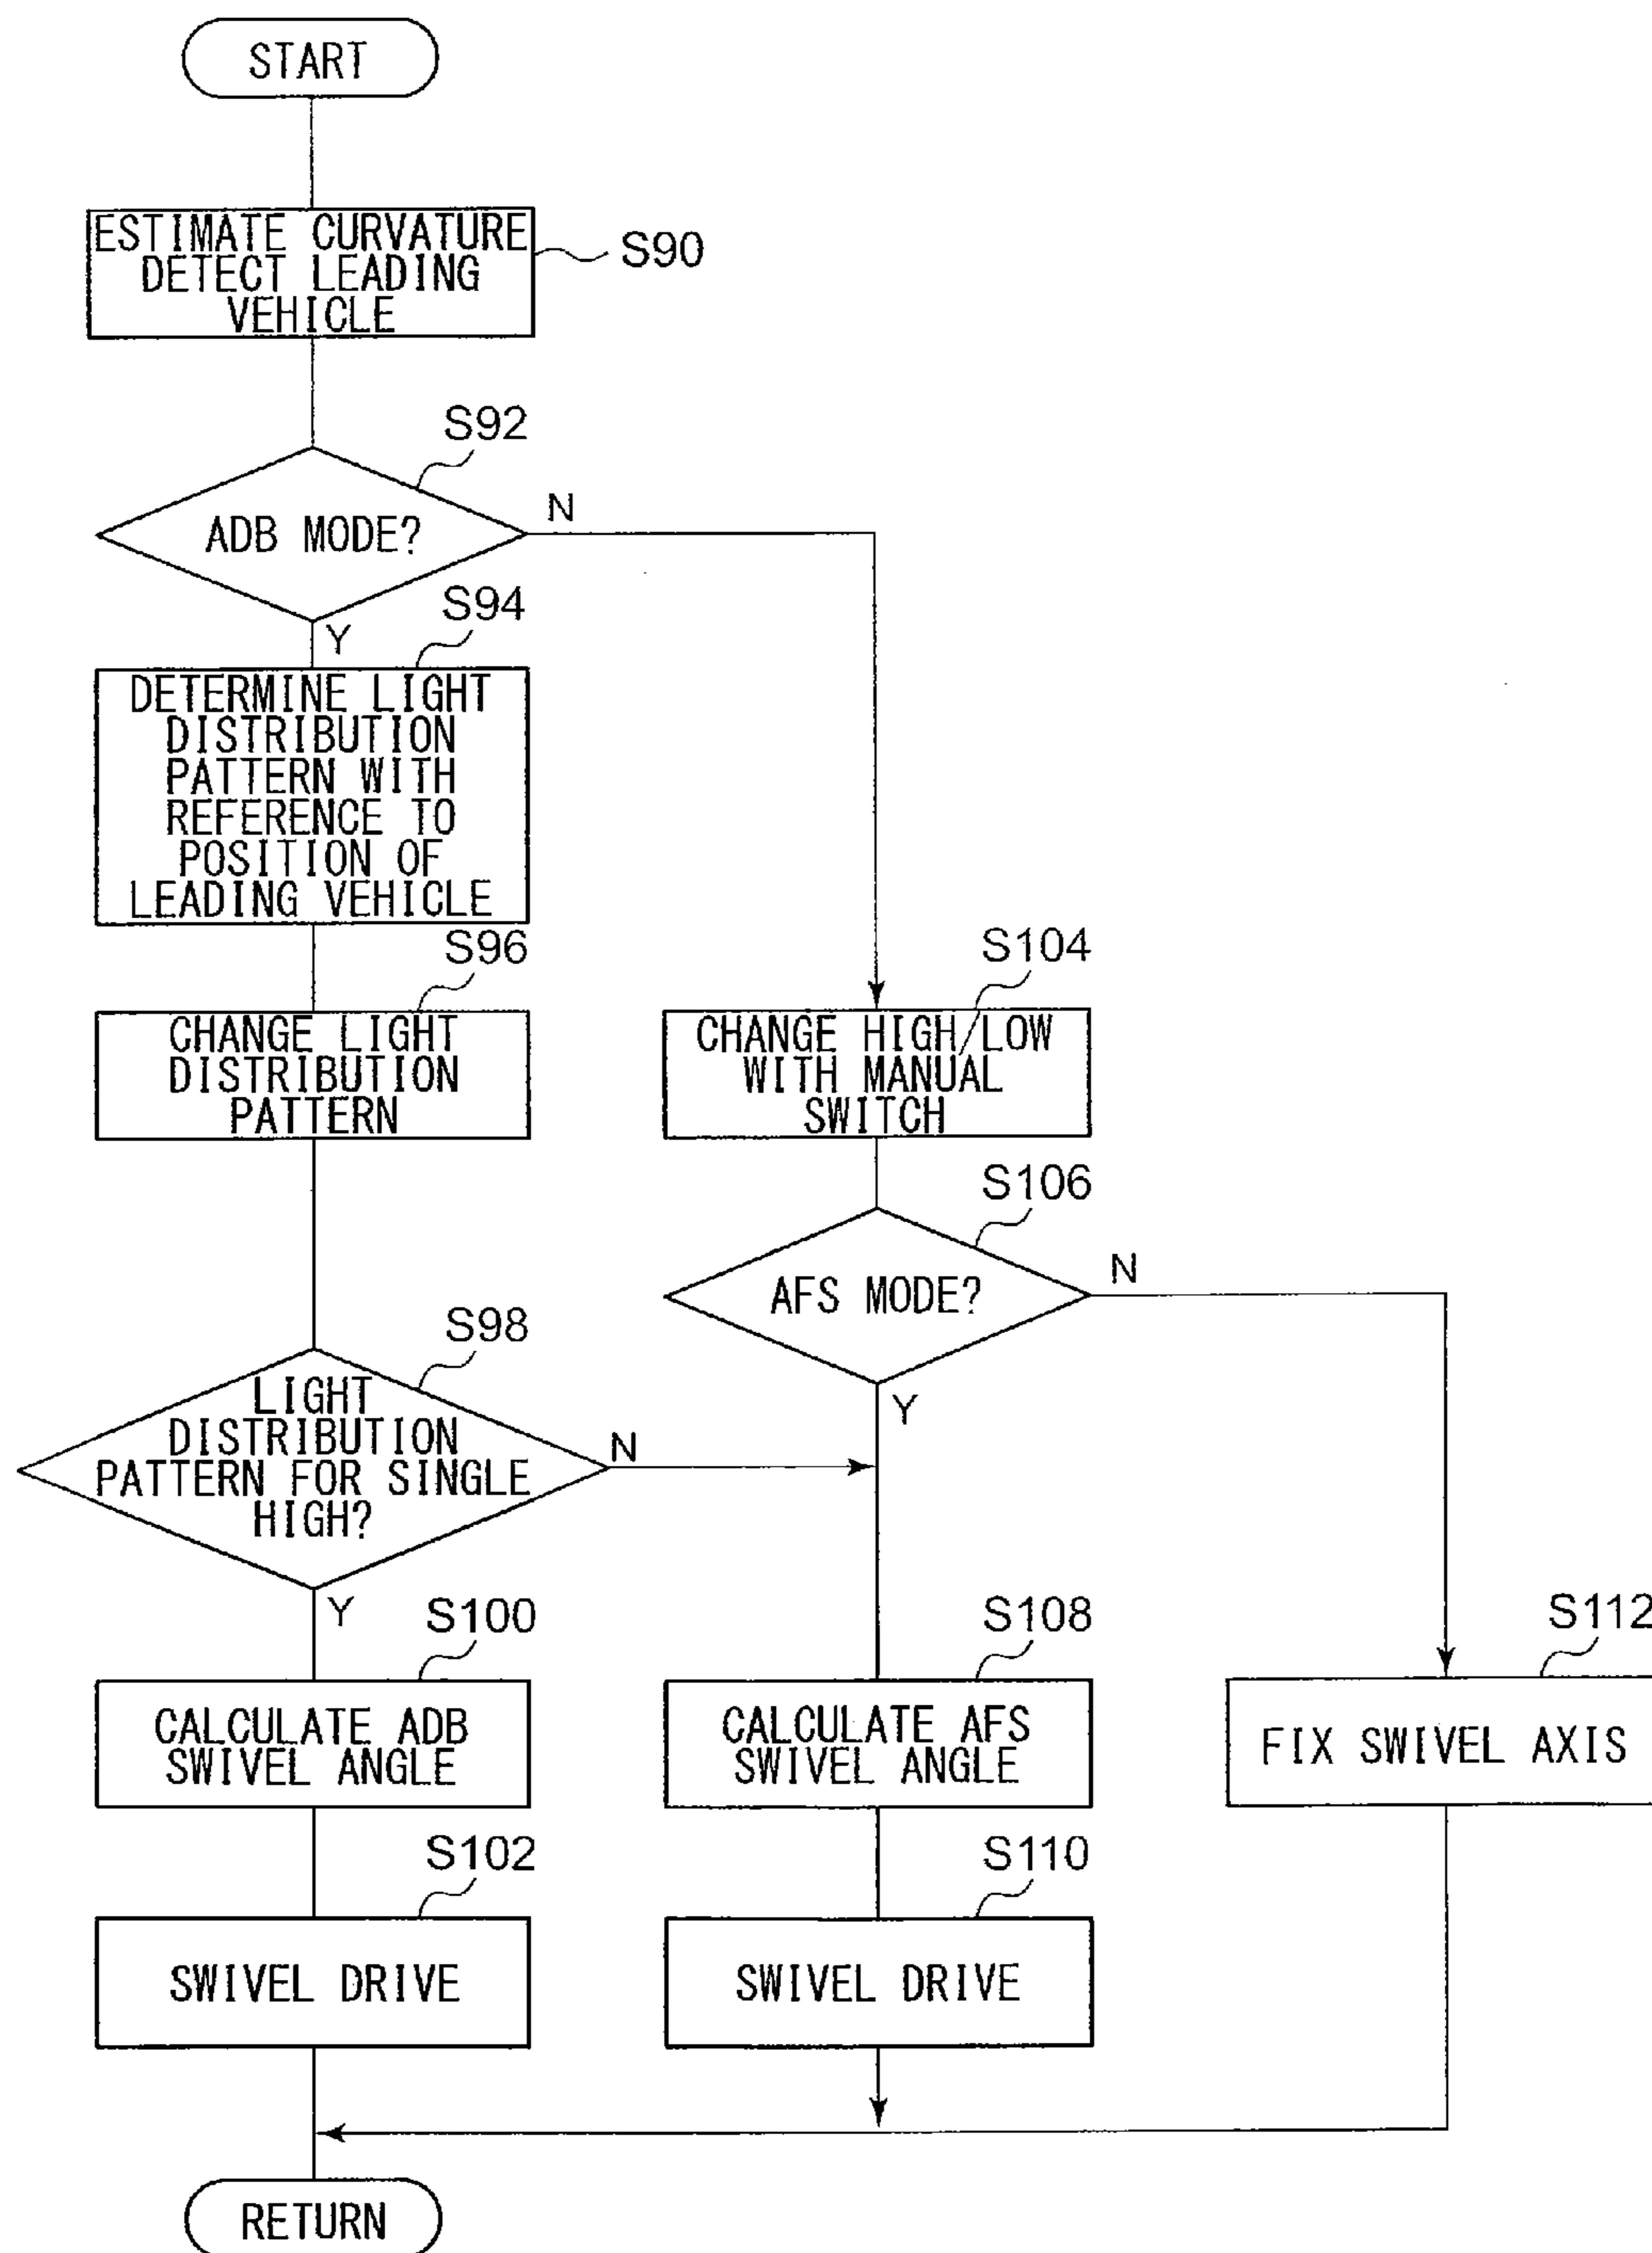 START
ESTIMATE CURVATURE
DETECT LEADING
VEHICLE
S90
S92
ADB MODE?
N
Y
S94
DETERMINE LIGHT
DISTRIBUTION
PATTERN WITH
REFERENCE TO
POSITION OF
LEADING VEHICLE
S96
CHANGE LIGHT
DISTRIBUTION
PATTERN
S104
CHANGE HIGH/LOW
WITH MANUAL
SWITCH
S106
AFS MODE?
N
Y
S98
LIGHT
DISTRIBUTION
PATTERN FOR SINGLE
HIGH?
N
Y
S100
CALCULATE ADB
SWIVEL ANGLE
S108
CALCULATE AFS
SWIVEL ANGLE
S112
FIX SWIVEL AXIS
S102
SWIVEL DRIVE
S110
SWIVEL DRIVE
RETURN